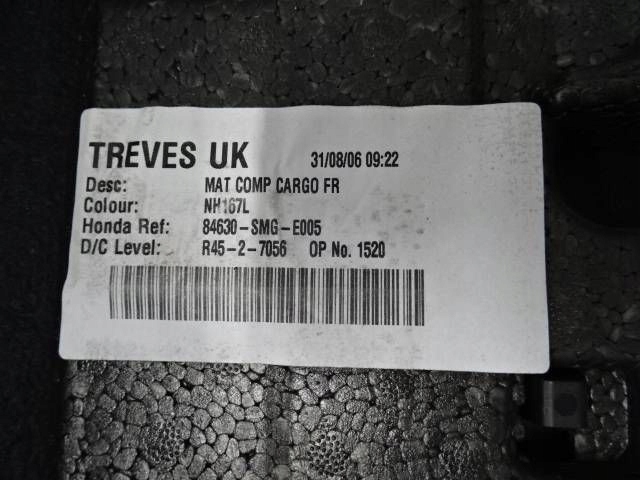 TREVES UK 31/08/06 09:22
Desc: MAT COMP CARGO FR
Colour: NH167L
Honda Ref: 84630-SMG-E005
D/C Level: R45-2-7056 OP No. 1520